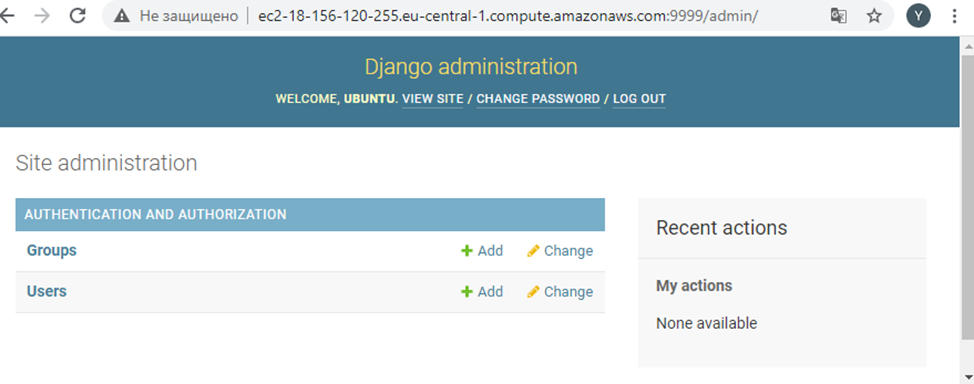 Не защищено ec2-18-156-120-255.eu-central-1.compute.amazonaws.com:9999/admin/ Y
Django administration
WELCOME, UBUNTU. VIEW SITE / CHANGE PASSWORD / LOG OUT
Site administration
AUTHENTICATION AND AUTHORIZATION
Groups Add Change
Users Add Change
Recent actions
My actions
None available